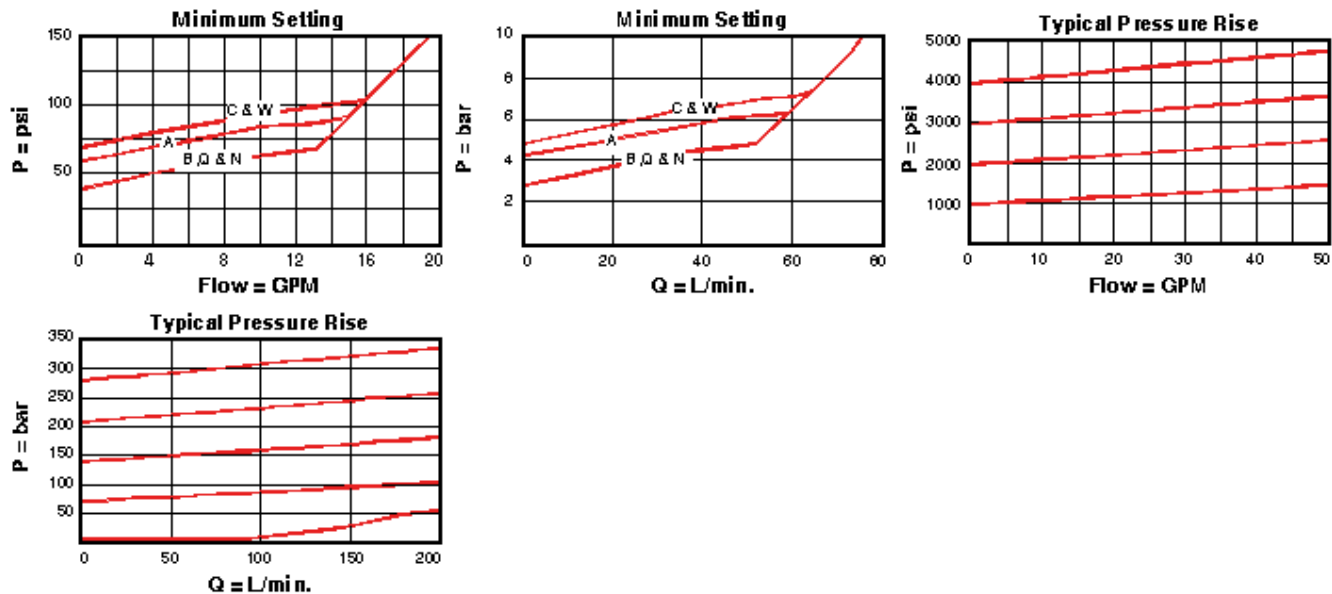 Minimum Setting
150
100
50
P = psi
C & W
A
B,Q & N
0 4 8 12 16 20
Flow = GPM
Minimum Setting
10
8
6
4
2
P = bar
C & W
A
B,Q & N
0 20 40 60 80
Q = L/min.
Typical Pressure Rise
5000
4000
3000
2000
1000
P = psi
0 10 20 30 40 50
Flow = GPM
Typical Pressure Rise
350
300
250
200
150
100
50
P = bar
0 50 100 150 200
Q = L/min.